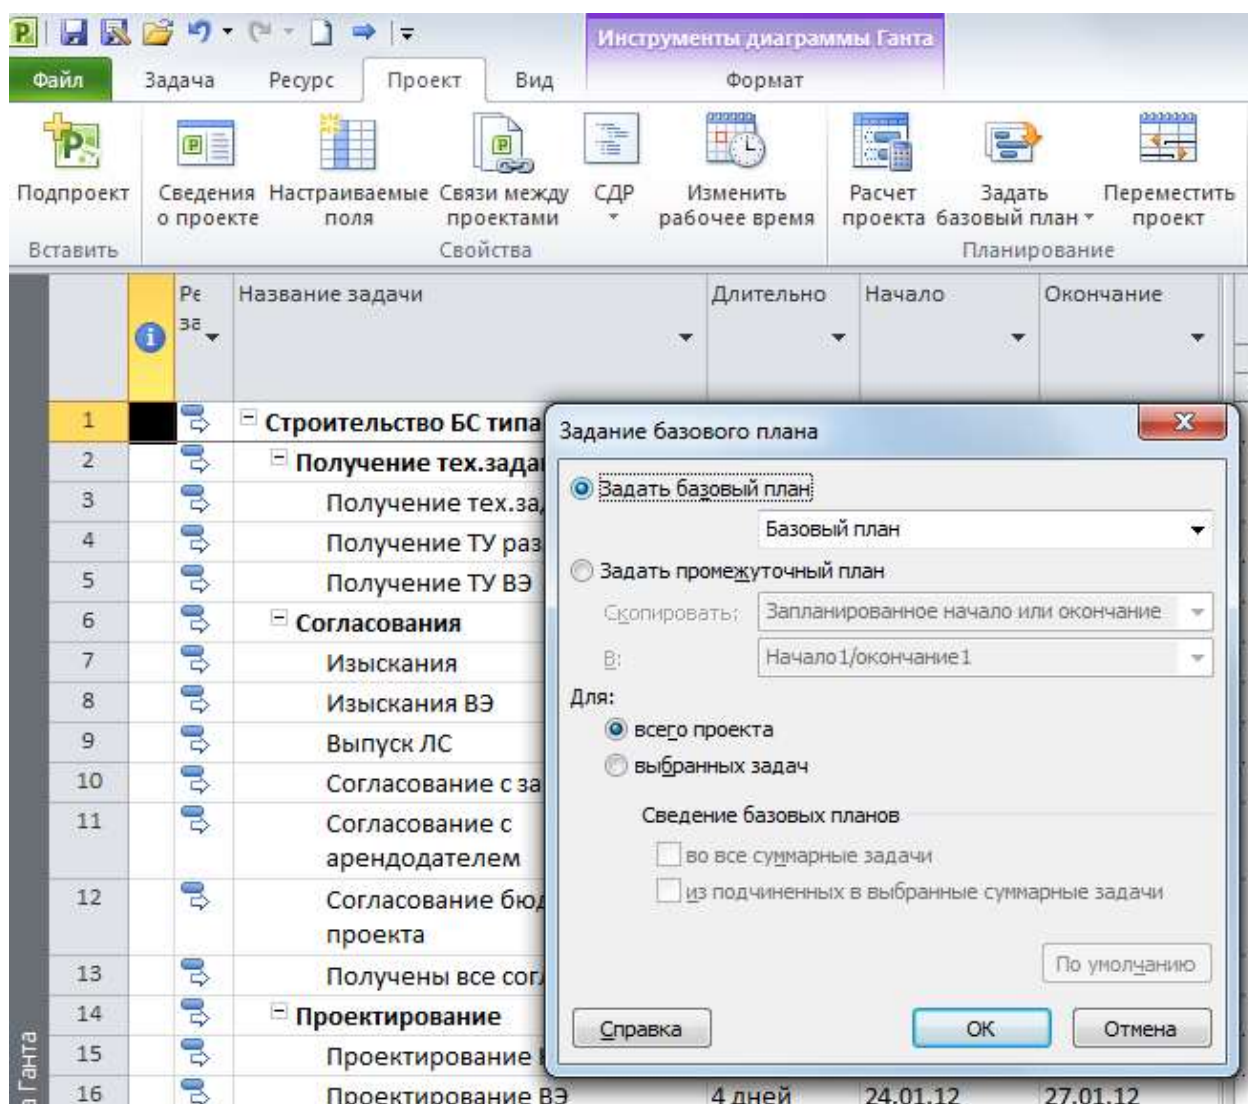 Инструменты диаграммы Ганта
Файл Задача Ресурс Проект Вид Формат
Подпроект Сведения о проекте Настраиваемые поля Связи между проектами СДР Изменить рабочее время Расчет проекта Задать базовый план Переместить проект
Вставить Свойства Планирование
Ре за Название задачи Длительно Начало Окончание
1 Строительство БС типа
2 Получение тех.зада
3 Получение тех.за
4 Получение ТУ раз
5 Получение ТУ ВЭ
6 Согласования
7 Изыскания
8 Изыскания ВЭ
9 Выпуск ЛС
10 Согласование с за
11 Согласование с
арендодателем
12 Согласование бюд
проекта
13 Получены все сог
14 Проектирование
15 Проектирование
16 Проектирование ВЭ 4 дней 24.01.12 27.01.12
а Ганта
Задание базового плана
Задать базовый план
Базовый план
Задать промежуточный план
Скопировать: Запланированное начало или окончание
В: Начало1/окончание1
Для:
всего проекта
выбранных задач
Сведение базовых планов
во все суммарные задачи
из подчиненных в выбранные суммарные задачи
По умолчанию
Справка ОК Отмена